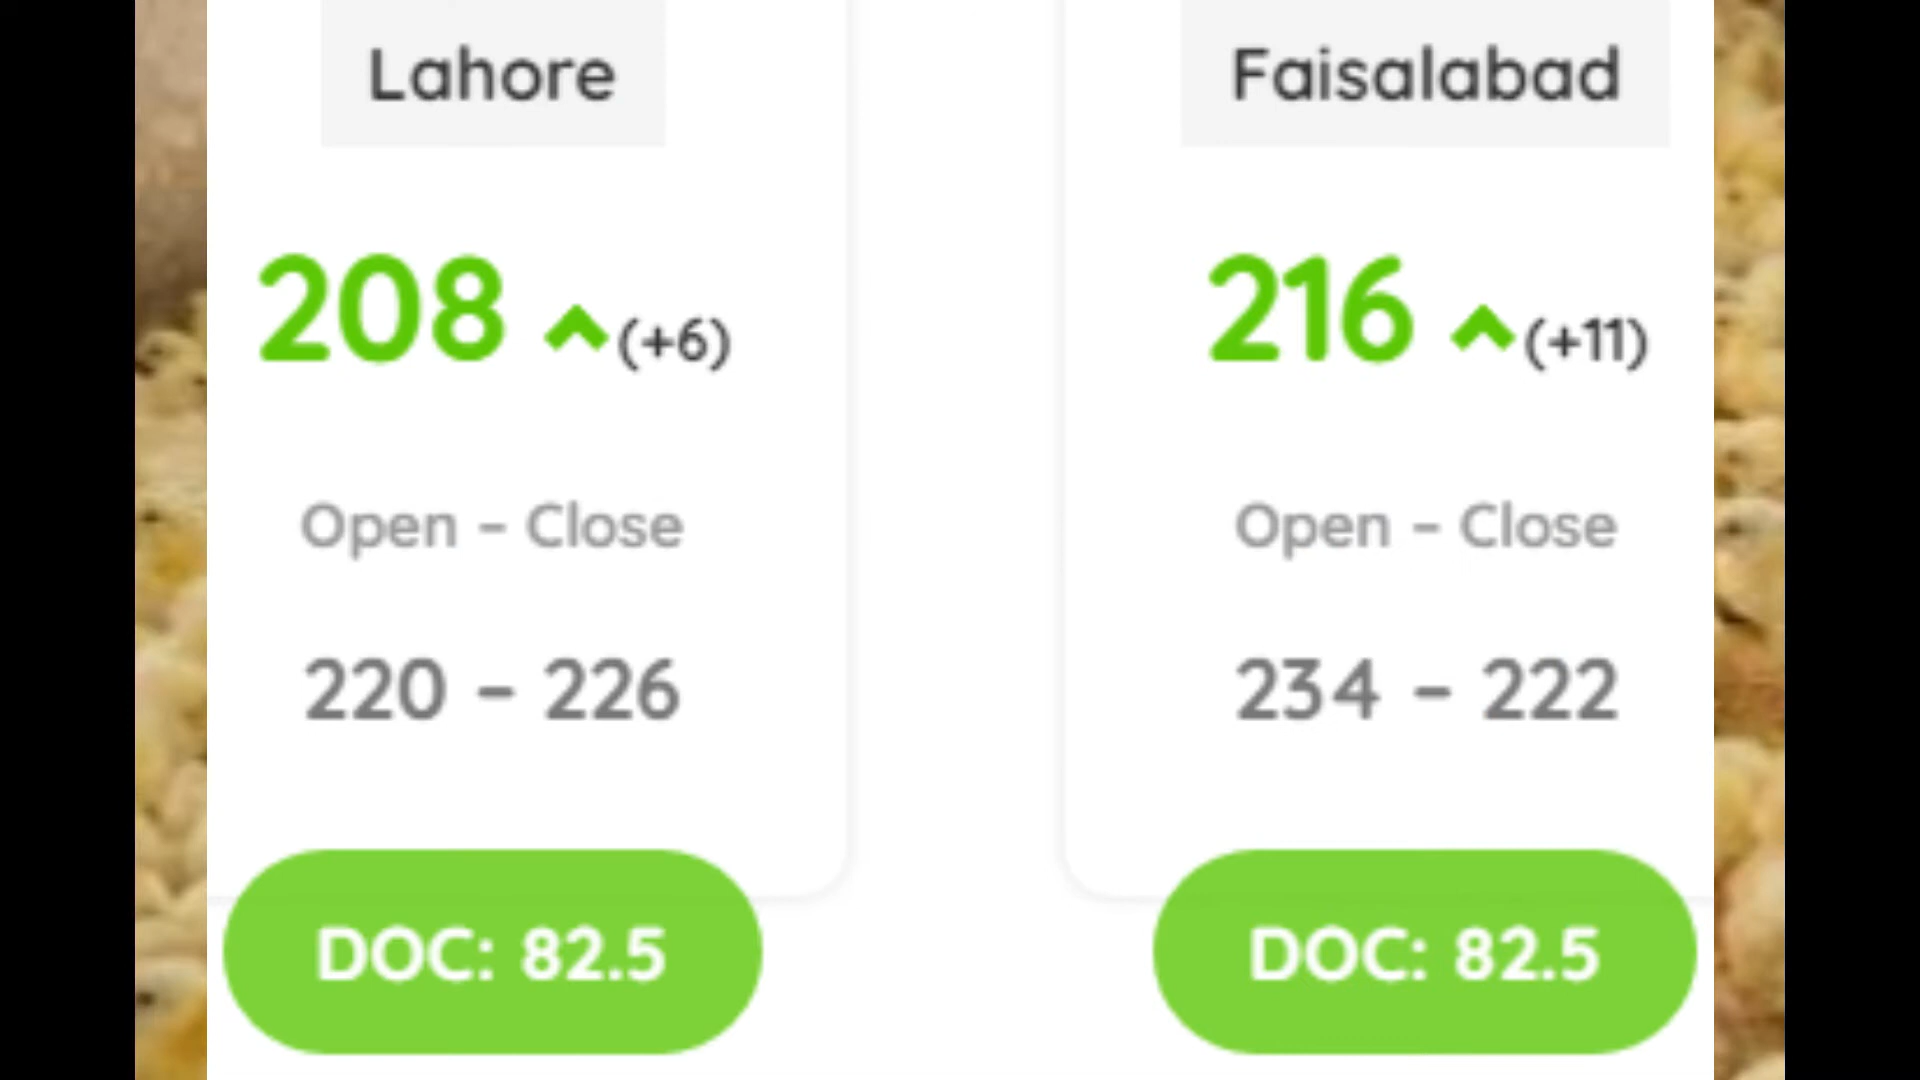 Lahore
208 (+6)
Open - Close
220 - 226
DOC: 82.5
Faisalabad
216 (+11)
Open - Close
234 - 222
DOC: 82.5